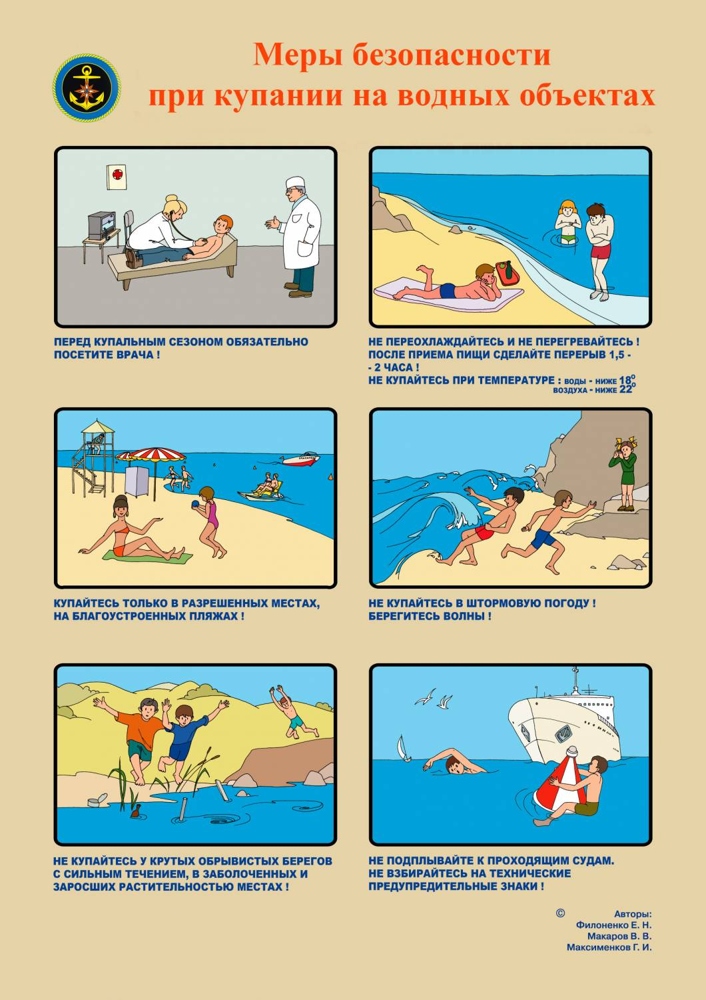 Меры безопасности
при купании на водных объектах
ПЕРЕД КУПАЛЬНЫМ СЕЗОНОМ ОБЯЗАТЕЛЬНО
ПОСЕТИТЕ ВРАЧА !
НЕ ПЕРЕОХЛАЖДАЙТЕСЬ И НЕ ПЕРЕГРЕВАЙТЕСЬ !
ПОСЛЕ ПРИЕМА ПИЩИ СДЕЛАЙТЕ ПЕРЕРЫВ 1,5 -
- 2 ЧАСА !
НЕ КУПАЙТЕСЬ ПРИ ТЕМПЕРАТУРЕ : ВОДЫ - НИЖЕ 18°
ВОЗДУХА - НИЖЕ 22°
КУПАЙТЕСЬ ТОЛЬКО В РАЗРЕШЕННЫХ МЕСТАХ,
НА БЛАГОУСТРОЕННЫХ ПЛЯЖАХ !
НЕ КУПАЙТЕСЬ В ШТОРМОВУЮ ПОГОДУ !
БЕРЕГИТЕСЬ ВОЛНЫ !
НЕ КУПАЙТЕСЬ У КРУТЫХ ОБРЫВИСТЫХ БЕРЕГОВ
С СИЛЬНЫМ ТЕЧЕНИЕМ, В ЗАБОЛОЧЕННЫХ И
ЗАРОСШИХ РАСТИТЕЛЬНОСТЬЮ МЕСТАХ !
НЕ ПОДПЛЫВАЙТЕ К ПРОХОДЯЩИМ СУДАМ.
НЕ ВЗБИРАЙТЕСЬ НА ТЕХНИЧЕСКИЕ
ПРЕДУПРЕДИТЕЛЬНЫЕ ЗНАКИ !
© Авторы:
Филоненко Е. Н.
Макаров В. В.
Максименков Г. И.